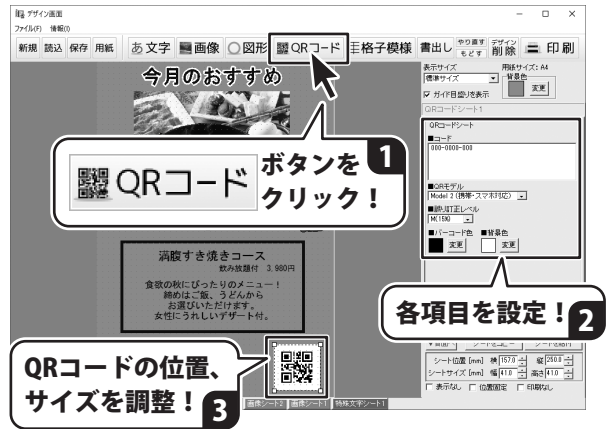 デザイン画面
ファイル(F) 情報(I)
新規 読込 保存 用紙 あ文字 画像 図形 QRコード 格子模様 書出し やり直す もどす デザイン削除 印刷
表示サイズ 用紙サイズ: A4
標準サイズ 背景色
変更
ガイド目盛りを表示
QRコードシート1
QRコードシート
■コード
000-0000-000
■QRモデル
Model 2 (携帯・スマホ対応)
■誤り訂正レベル
M(15%)
■バーコード色 ■背景色
変更 変更
今月のおすすめ
QRコード ボタンを
クリック！ 1
満腹すき焼きコース
飲み放題付 3,980円
食欲の秋にぴったりのメニュー！
締めはご飯、うどんから
お選びいただけます。
女性にうれしいデザート付。
各項目を設定！ 2
シート位置 [mm] 横 157.0 縦 250.0
シートサイズ [mm] 幅 41.0 高さ 41.0
表示なし 位置固定 印刷なし
QRコードの位置、
サイズを調整！ 3
画像シート2 画像シート1 特殊文字シート1